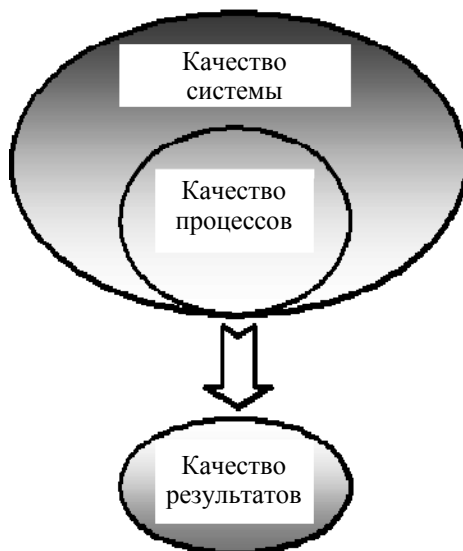 Качество
системы
Качество
процессов
Качество
результатов